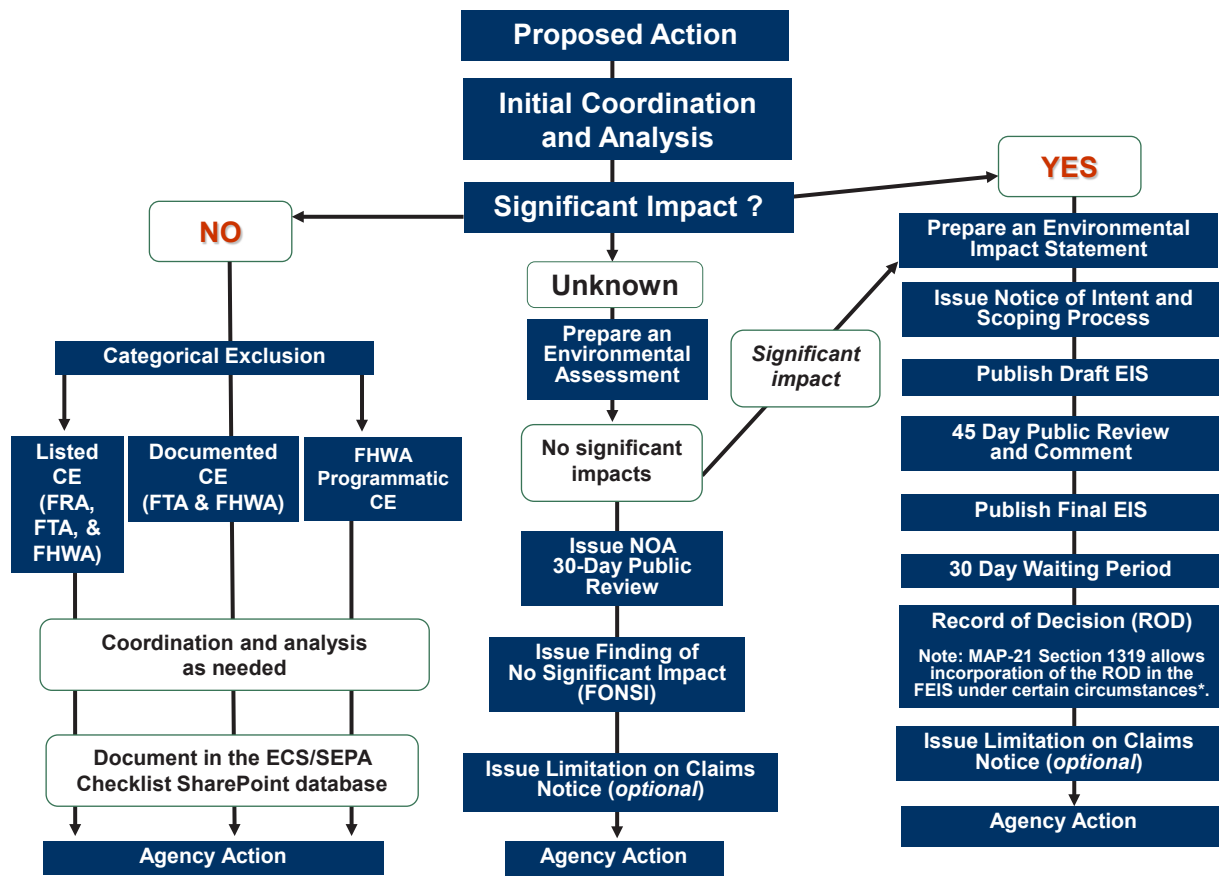 Proposed Action
Initial Coordination
and Analysis
Significant Impact ?
NO
Categorical Exclusion
Listed
CE
(FRA,
FTA, &
FHWA)
Documented
CE
(FTA & FHWA)
FHWA
Programmatic
CE
Coordination and analysis
as needed
Document in the ECS/SEPA
Checklist SharePoint database
Agency Action
Unknown
Prepare an
Environmental
Assessment
No significant
impacts
Significant
impact
Issue NOA
30-Day Public
Review
Issue Finding of
No Significant Impact
(FONSI)
Issue Limitation on Claims
Notice (optional)
Agency Action
YES
Prepare an Environmental
Impact Statement
Issue Notice of Intent and
Scoping Process
Publish Draft EIS
45 Day Public Review
and Comment
Publish Final EIS
30 Day Waiting Period
Record of Decision (ROD)
Note: MAP-21 Section 1319 allows
incorporation of the ROD in the
FEIS under certain circumstances*.
Issue Limitation on Claims
Notice (optional)
Agency Action